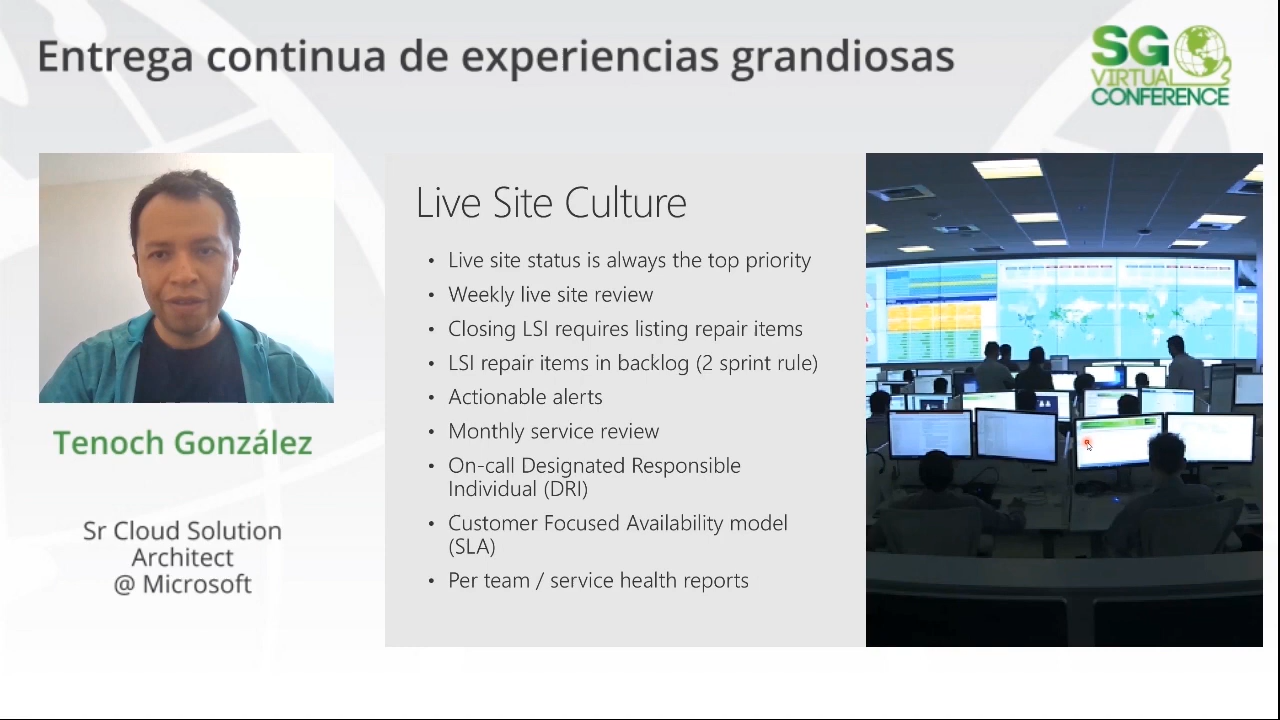 Entrega continua de experiencias grandiosas
SG
VIRTUAL
CONFERENCE
Tenoch González
Sr Cloud Solution
Architect
@ Microsoft
Live Site Culture
• Live site status is always the top priority
• Weekly live site review
• Closing LSI requires listing repair items
• LSI repair items in backlog (2 sprint rule)
• Actionable alerts
• Monthly service review
• On-call Designated Responsible
Individual (DRI)
• Customer Focused Availability model
(SLA)
• Per team / service health reports